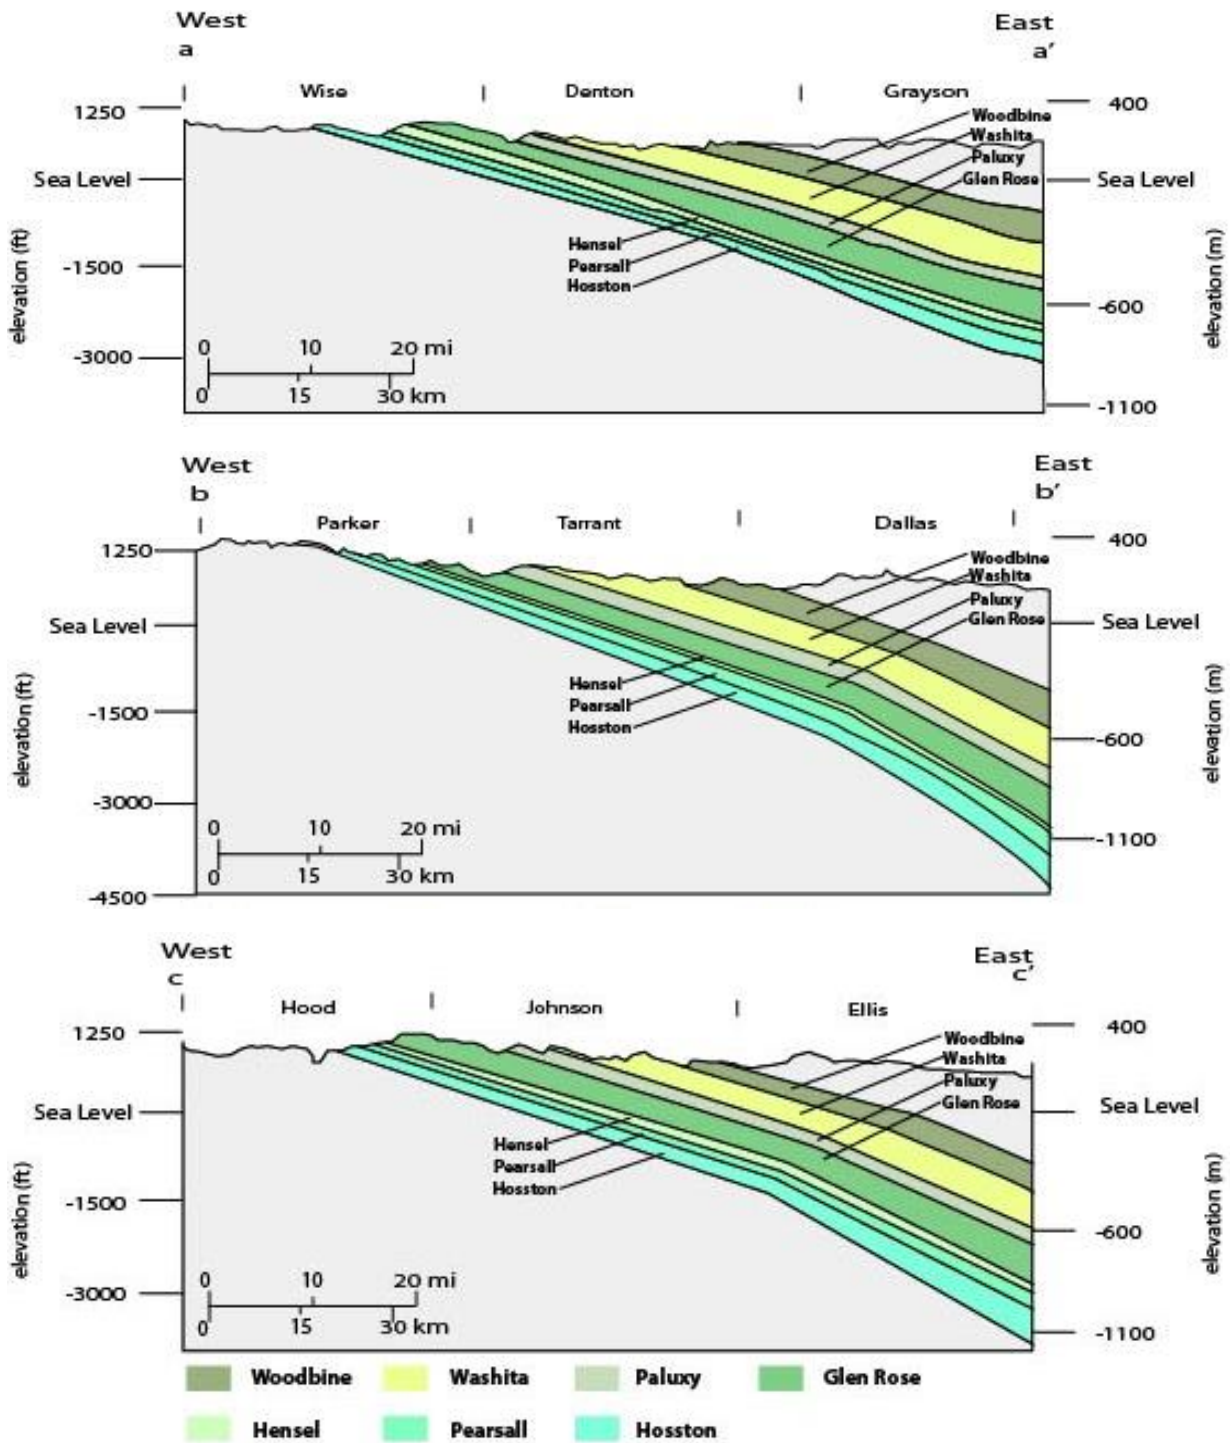 West East
a a′
Wise Denton Grayson
1250 400
Woodbine
Washita
Paluxy
Sea Level Glen Rose Sea Level
elevation (ft) elevation (m)
Hensel
-1500 Pearsall
Hosston
-600
0 10 20 mi
-3000
0 15 30 km
-1100
West East
b b′
Parker Tarrant Dallas
1250 400
Woodbine
Washita
Paluxy
Sea Level Glen Rose Sea Level
elevation (ft) elevation (m)
Hensel
-1500 Pearsall
Hosston
-600
-3000
0 10 20 mi
-1100
0 15 30 km
-4500
West East
c c′
Hood Johnson Ellis
1250 400
Woodbine
Washita
Paluxy
Sea Level Glen Rose Sea Level
elevation (ft) elevation (m)
Hensel
Pearsall
Hosston
-1500
-600
0 10 20 mi
-3000
0 15 30 km
-1100
Woodbine Washita Paluxy Glen Rose
Hensel Pearsall Hosston